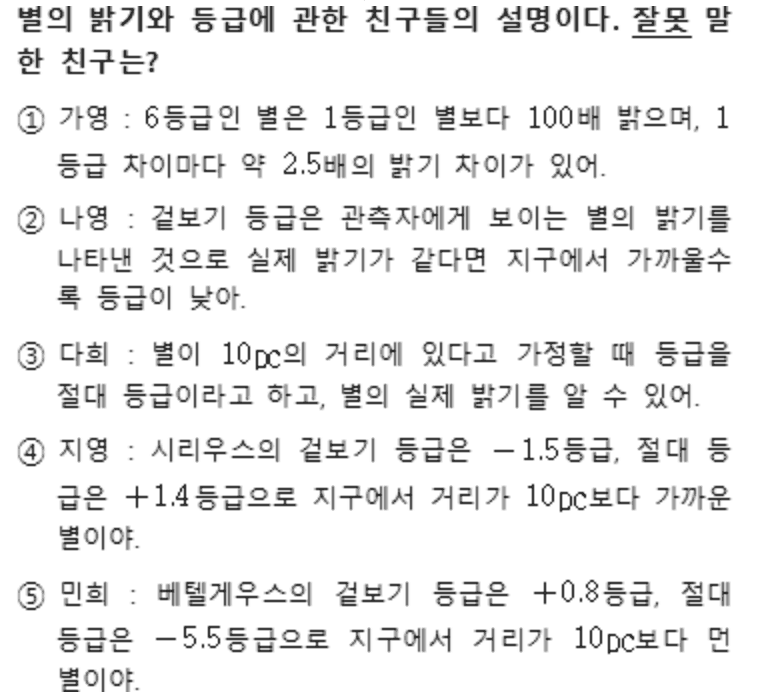 별의 밝기와 등급에 관한 친구들의 설명이다. 잘못 말
한 친구는?
① 가영 : 6등급인 별은 1등급인 별보다 100배 밝으며, 1
등급 차이마다 약 2.5배의 밝기 차이가 있어.
② 나영 : 겉보기 등급은 관측자에게 보이는 별의 밝기를
나타낸 것으로 실제 밝기가 같다면 지구에서 가까울수
록 등급이 낮아.
③ 다희 : 별이 10pc의 거리에 있다고 가정할 때 등급을
절대 등급이라고 하고, 별의 실제 밝기를 알 수 있어.
④ 지영 : 시리우스의 겉보기 등급은 －1.5등급, 절대 등
급은 ＋1.4등급으로 지구에서 거리가 10pc보다 가까운
별이야.
⑤ 민희 : 베텔게우스의 겉보기 등급은 ＋0.8등급, 절대
등급은 －5.5등급으로 지구에서 거리가 10pc보다 먼
별이야.